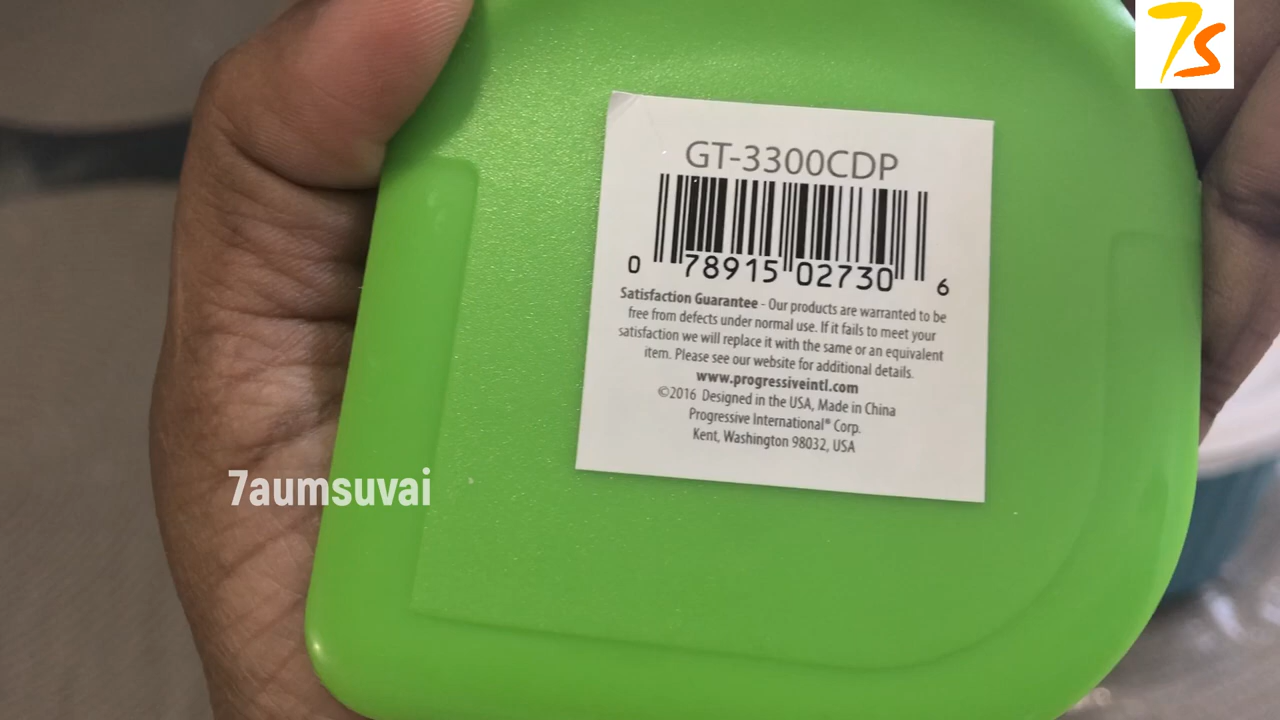 7S
GT-3300CDP
0 78915 02730 6
Satisfaction Guarantee - Our products are warranted to be
free from defects under normal use. If it fails to meet your
satisfaction we will replace it with the same or an equivalent
item. Please see our website for additional details.
www.progressiveintl.com
©2016 Designed in the USA, Made in China
Progressive International® Corp.
Kent, Washington 98032, USA
7aumsuvai